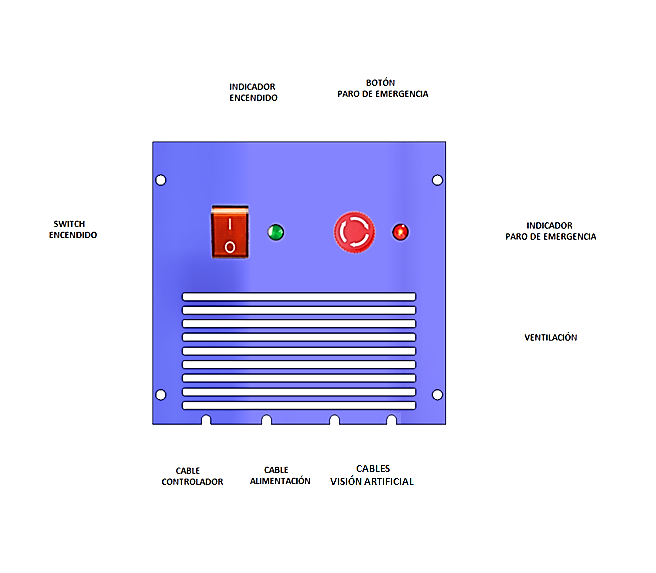 INDICADOR
ENCENDIDO
BOTÓN
PARO DE EMERGENCIA
SWITCH
ENCENDIDO
I
O
INDICADOR
PARO DE EMERGENCIA
VENTILACIÓN
CABLE
CONTROLADOR
CABLE
ALIMENTACIÓN
CABLES
VISIÓN ARTIFICIAL